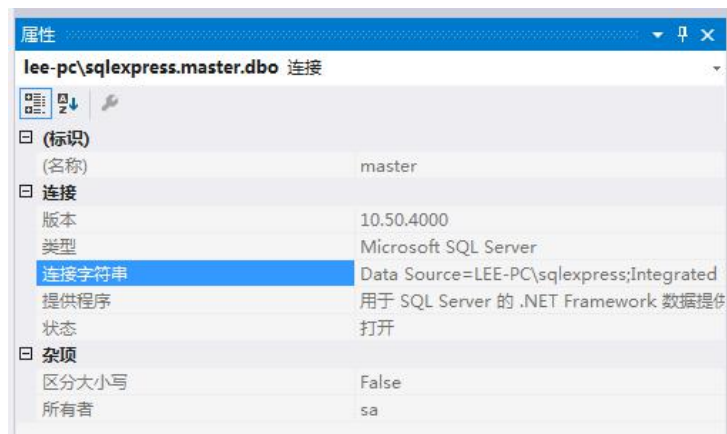 属性
lee-pc\sqlexpress.master.dbo 连接
(标识)
(名称) master
连接
版本 10.50.4000
类型 Microsoft SQL Server
连接字符串 Data Source=LEE-PC\sqlexpress;Integrated
提供程序 用于 SQL Server 的 .NET Framework 数据提供
状态 打开
杂项
区分大小写 False
所有者 sa